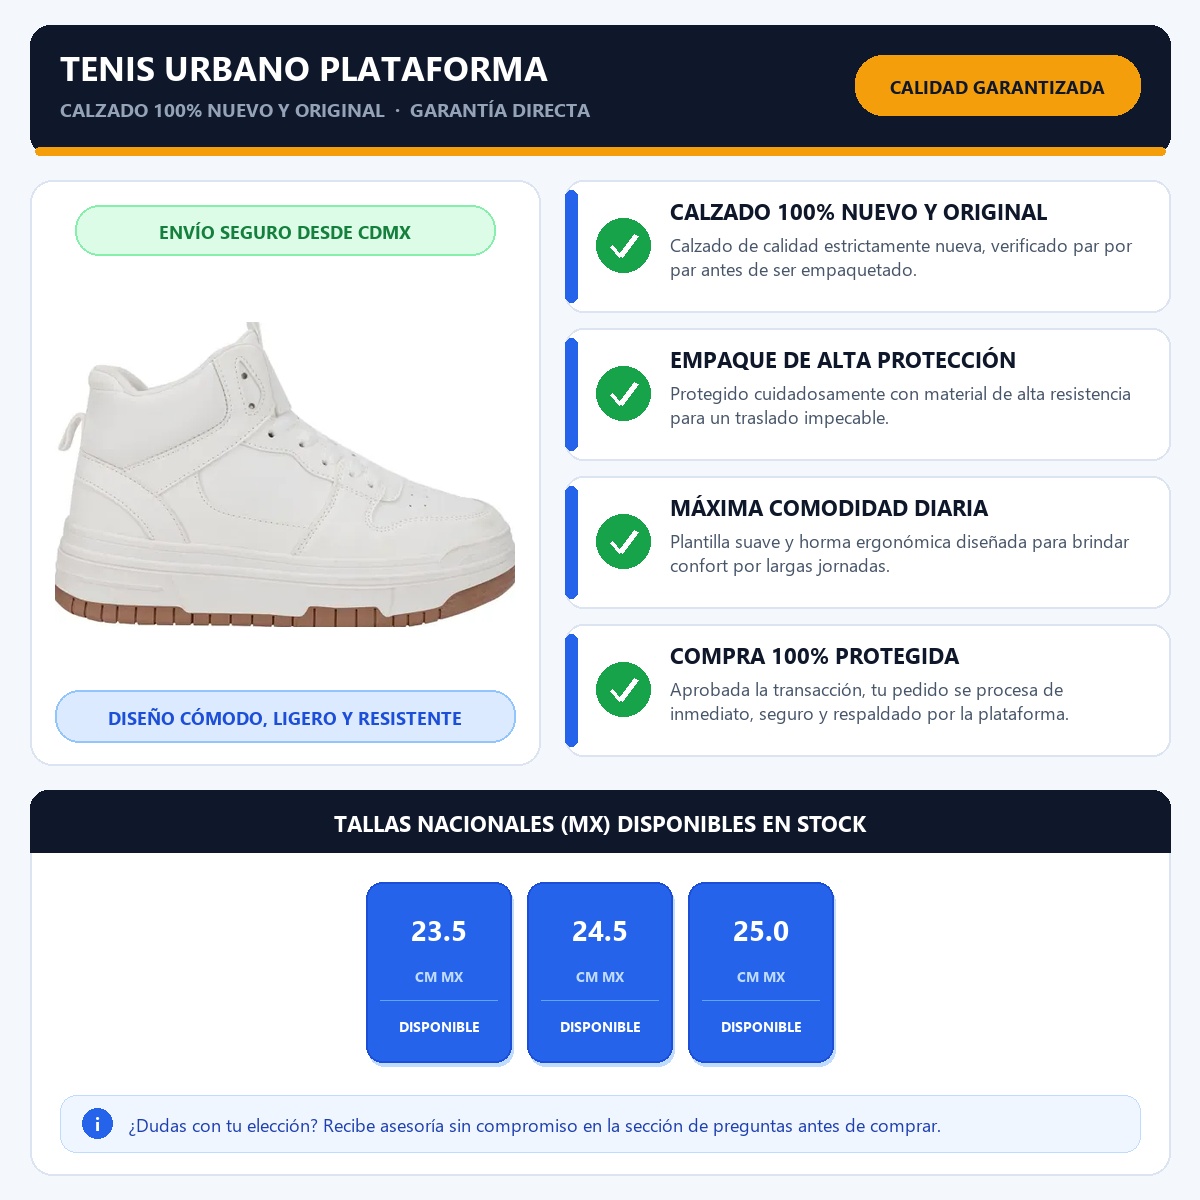 TENIS URBANO PLATAFORMA
CALZADO 100% NUEVO Y ORIGINAL · GARANTÍA DIRECTA
CALIDAD GARANTIZADA
ENVÍO SEGURO DESDE CDMX
DISEÑO CÓMODO, LIGERO Y RESISTENTE
CALZADO 100% NUEVO Y ORIGINAL
Calzado de calidad estrictamente nueva, verificado par por
par antes de ser empaquetado.
EMPAQUE DE ALTA PROTECCIÓN
Protegido cuidadosamente con material de alta resistencia
para un traslado impecable.
MÁXIMA COMODIDAD DIARIA
Plantilla suave y horma ergonómica diseñada para brindar
confort por largas jornadas.
COMPRA 100% PROTEGIDA
Aprobada la transacción, tu pedido se procesa de
inmediato, seguro y respaldado por la plataforma.
TALLAS NACIONALES (MX) DISPONIBLES EN STOCK
23.5
CM MX
DISPONIBLE
24.5
CM MX
DISPONIBLE
25.0
CM MX
DISPONIBLE
¿Dudas con tu elección? Recibe asesoría sin compromiso en la sección de preguntas antes de comprar.